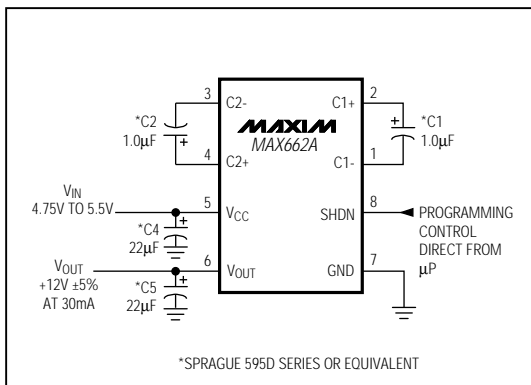 3 C2- C1+ 2
*C2 1.0µF
MAXIM
MAX662A
*C1 1.0µF
4 C2+ C1- 1
VIN
4.75V TO 5.5V
5 VCC SHDN 8
PROGRAMMING
CONTROL
DIRECT FROM
µP
*C4
22µF
VOUT
+12V ±5%
AT 30mA
6 VOUT GND 7
*C5
22µF
*SPRAGUE 595D SERIES OR EQUIVALENT